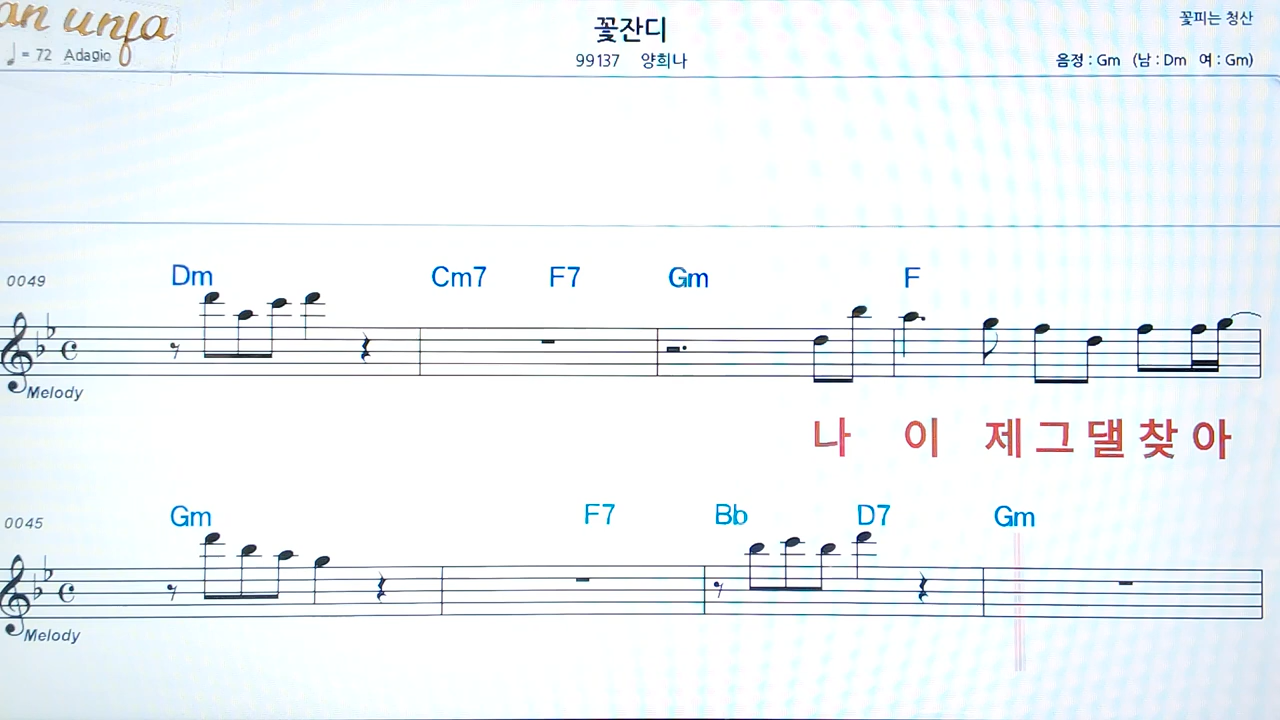 꽃잔디
꽃피는 청산
♩= 72 Adagio
99137 양희나
음정 : Gm (남 : Dm 여 : Gm)
0049
Dm Cm7 F7 Gm F
Melody
나 이 제 그 댈 찾 아
0045
Gm F7 Bb D7 Gm
Melody